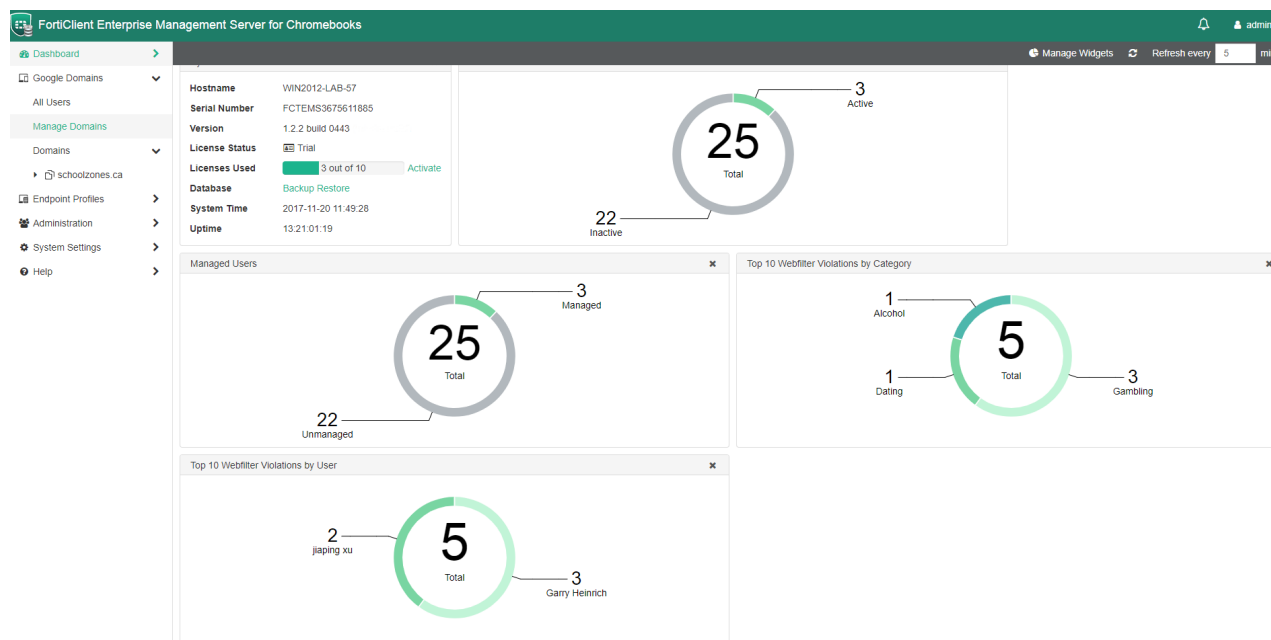 FortiClient Enterprise Management Server for Chromebooks
admin
Manage Widgets
Refresh every 5
Dashboard
Google Domains
All Users
Manage Domains
Domains
schoolzones.ca
Endpoint Profiles
Administration
System Settings
Help
Hostname WIN2012-LAB-57
Serial Number FCTEMS3675611885
Version 1.2.2 build 0443
License Status Trial
Licenses Used 3 out of 10 Activate
Database Backup Restore
System Time 2017-11-20 11:49:28
Uptime 13:21:01:19
3
Active
25
Total
22
Inactive
Managed Users
3
Managed
25
Total
22
Unmanaged
Top 10 Webfilter Violations by Category
1
Alcohol
5
Total
1
Dating
3
Gambling
Top 10 Webfilter Violations by User
2
jiaping xu
5
Total
3
Garry Heinrich